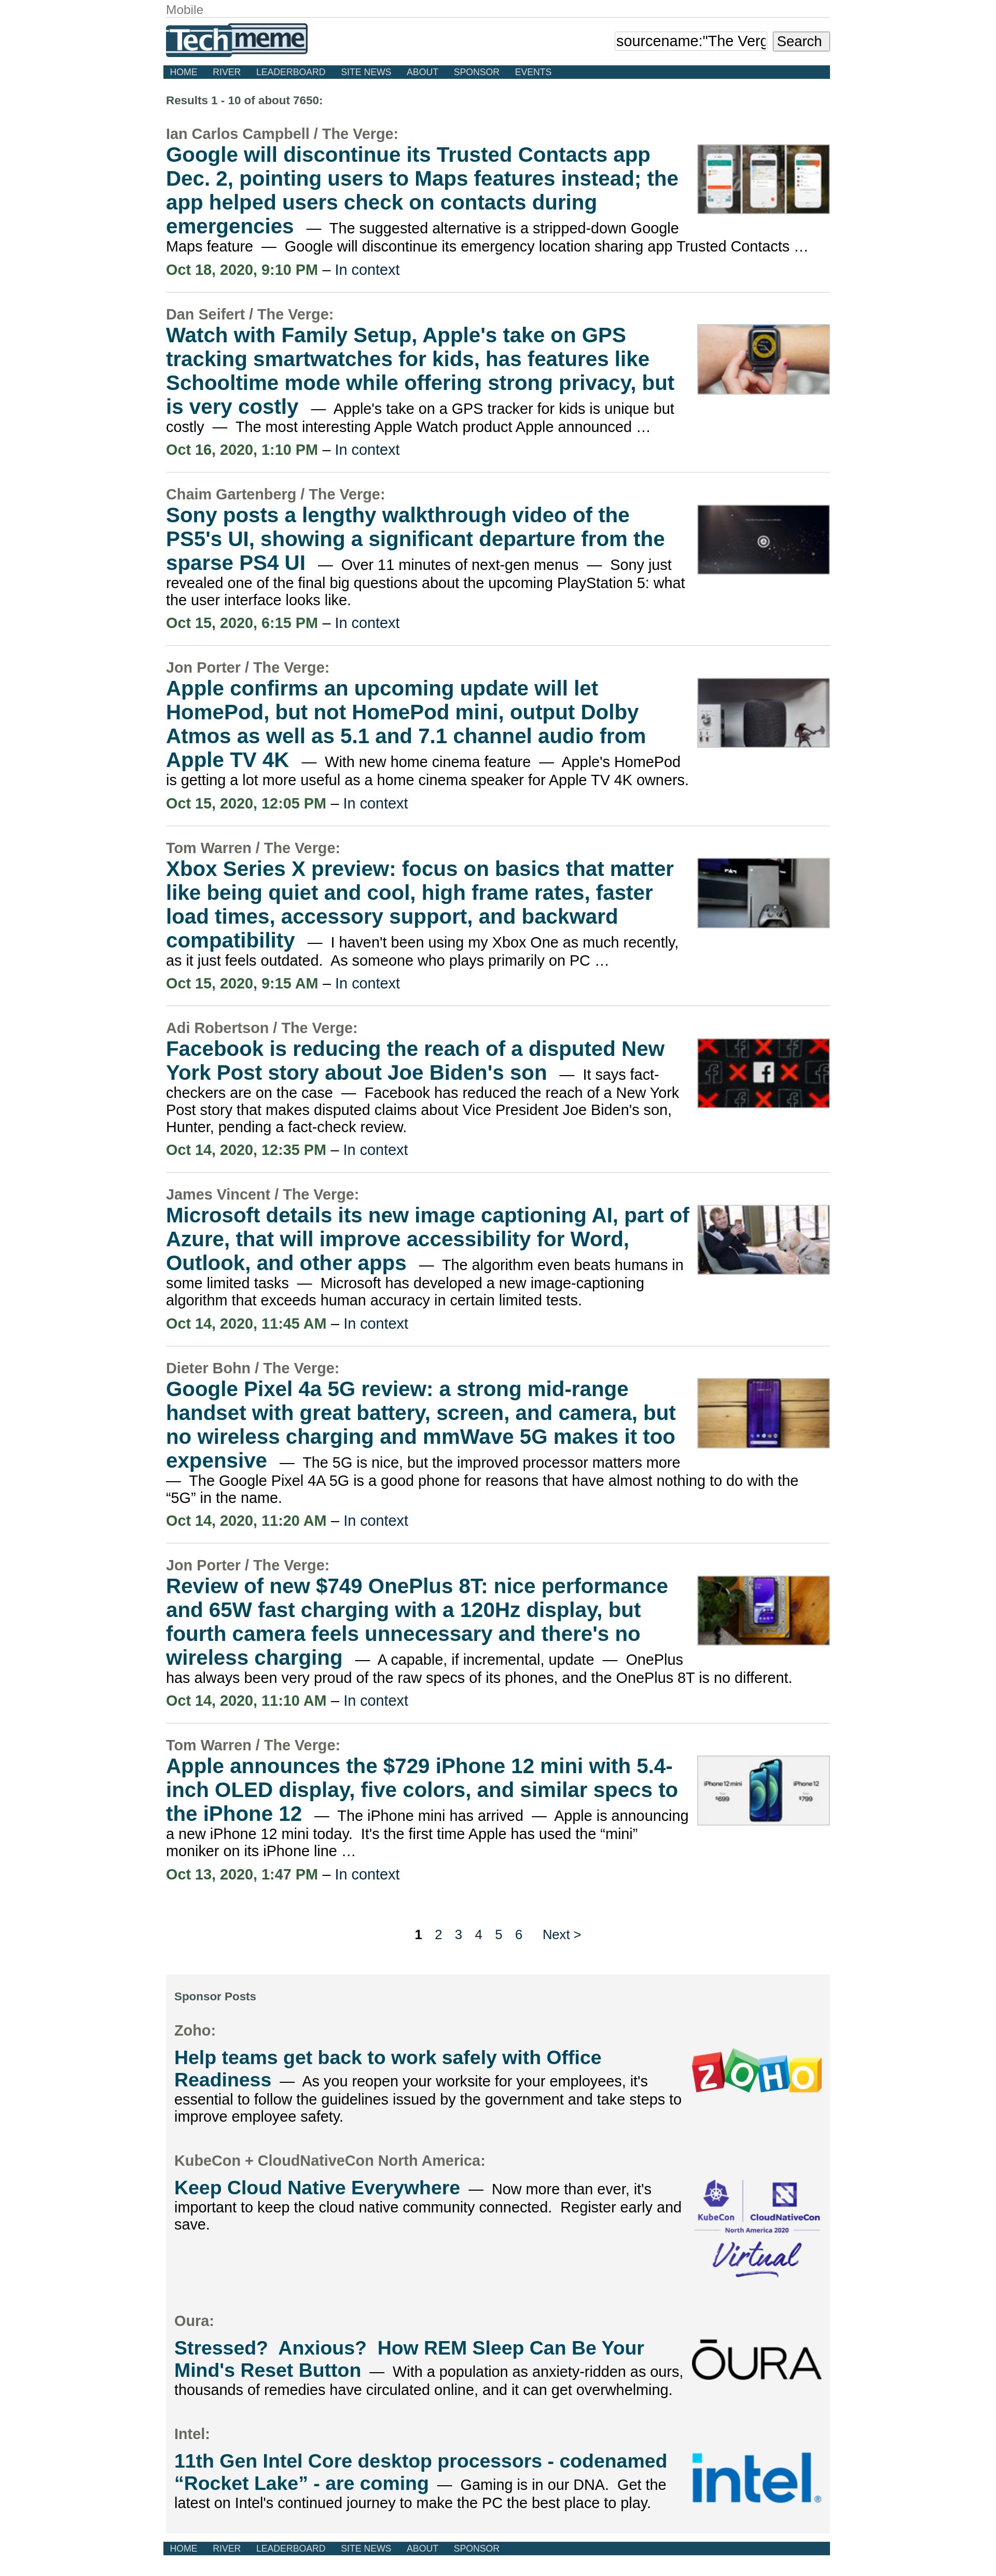 Mobile
Techmeme
sourcename:"The Verg
Search
HOME RIVER LEADERBOARD SITE NEWS ABOUT SPONSOR EVENTS
Results 1 - 10 of about 7650:
Ian Carlos Campbell / The Verge:
Google will discontinue its Trusted Contacts app
Dec. 2, pointing users to Maps features instead; the
app helped users check on contacts during
emergencies — The suggested alternative is a stripped-down Google
Maps feature — Google will discontinue its emergency location sharing app Trusted Contacts …
Oct 18, 2020, 9:10 PM – In context
Dan Seifert / The Verge:
Watch with Family Setup, Apple's take on GPS
tracking smartwatches for kids, has features like
Schooltime mode while offering strong privacy, but
is very costly — Apple's take on a GPS tracker for kids is unique but
costly — The most interesting Apple Watch product Apple announced …
Oct 16, 2020, 1:10 PM – In context
Chaim Gartenberg / The Verge:
Sony posts a lengthy walkthrough video of the
PS5's UI, showing a significant departure from the
sparse PS4 UI — Over 11 minutes of next-gen menus — Sony just
revealed one of the final big questions about the upcoming PlayStation 5: what
the user interface looks like.
Oct 15, 2020, 6:15 PM – In context
Jon Porter / The Verge:
Apple confirms an upcoming update will let
HomePod, but not HomePod mini, output Dolby
Atmos as well as 5.1 and 7.1 channel audio from
Apple TV 4K — With new home cinema feature — Apple's HomePod
is getting a lot more useful as a home cinema speaker for Apple TV 4K owners.
Oct 15, 2020, 12:05 PM – In context
Tom Warren / The Verge:
Xbox Series X preview: focus on basics that matter
like being quiet and cool, high frame rates, faster
load times, accessory support, and backward
compatibility — I haven't been using my Xbox One as much recently,
as it just feels outdated. As someone who plays primarily on PC …
Oct 15, 2020, 9:15 AM – In context
Adi Robertson / The Verge:
Facebook is reducing the reach of a disputed New
York Post story about Joe Biden's son — It says fact-
checkers are on the case — Facebook has reduced the reach of a New York
Post story that makes disputed claims about Vice President Joe Biden's son,
Hunter, pending a fact-check review.
Oct 14, 2020, 12:35 PM – In context
James Vincent / The Verge:
Microsoft details its new image captioning AI, part of
Azure, that will improve accessibility for Word,
Outlook, and other apps — The algorithm even beats humans in
some limited tasks — Microsoft has developed a new image-captioning
algorithm that exceeds human accuracy in certain limited tests.
Oct 14, 2020, 11:45 AM – In context
Dieter Bohn / The Verge:
Google Pixel 4a 5G review: a strong mid-range
handset with great battery, screen, and camera, but
no wireless charging and mmWave 5G makes it too
expensive — The 5G is nice, but the improved processor matters more
— The Google Pixel 4A 5G is a good phone for reasons that have almost nothing to do with the
“5G” in the name.
Oct 14, 2020, 11:20 AM – In context
Jon Porter / The Verge:
Review of new $749 OnePlus 8T: nice performance
and 65W fast charging with a 120Hz display, but
fourth camera feels unnecessary and there's no
wireless charging — A capable, if incremental, update — OnePlus
has always been very proud of the raw specs of its phones, and the OnePlus 8T is no different.
Oct 14, 2020, 11:10 AM – In context
Tom Warren / The Verge:
Apple announces the $729 iPhone 12 mini with 5.4-
inch OLED display, five colors, and similar specs to
the iPhone 12 — The iPhone mini has arrived — Apple is announcing
a new iPhone 12 mini today. It's the first time Apple has used the “mini”
moniker on its iPhone line …
iPhone 12 mini
$699
iPhone 12
$799
Oct 13, 2020, 1:47 PM – In context
1 2 3 4 5 6 Next >
Sponsor Posts
Zoho:
Help teams get back to work safely with Office
Readiness — As you reopen your worksite for your employees, it's
essential to follow the guidelines issued by the government and take steps to
improve employee safety.
ZOHO
KubeCon + CloudNativeCon North America:
Keep Cloud Native Everywhere — Now more than ever, it's
important to keep the cloud native community connected. Register early and
save.
KubeCon CloudNativeCon
North America 2020
Virtual
Oura:
Stressed? Anxious? How REM Sleep Can Be Your
Mind's Reset Button — With a population as anxiety-ridden as ours,
thousands of remedies have circulated online, and it can get overwhelming.
ŌURA
Intel:
11th Gen Intel Core desktop processors - codenamed
“Rocket Lake” - are coming — Gaming is in our DNA. Get the
latest on Intel's continued journey to make the PC the best place to play.
intel®
HOME RIVER LEADERBOARD SITE NEWS ABOUT SPONSOR